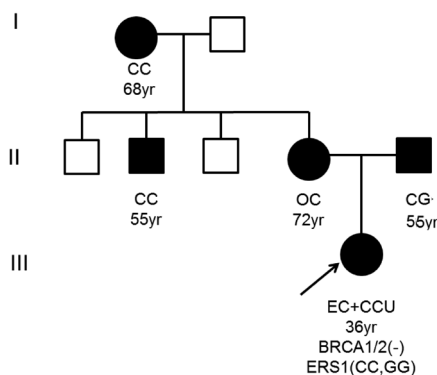 I
CC
68yr
II
CC
55yr
OC
72yr
CG
55yr
III
EC+CCU
36yr
BRCA1/2(-)
ERS1(CC,GG)